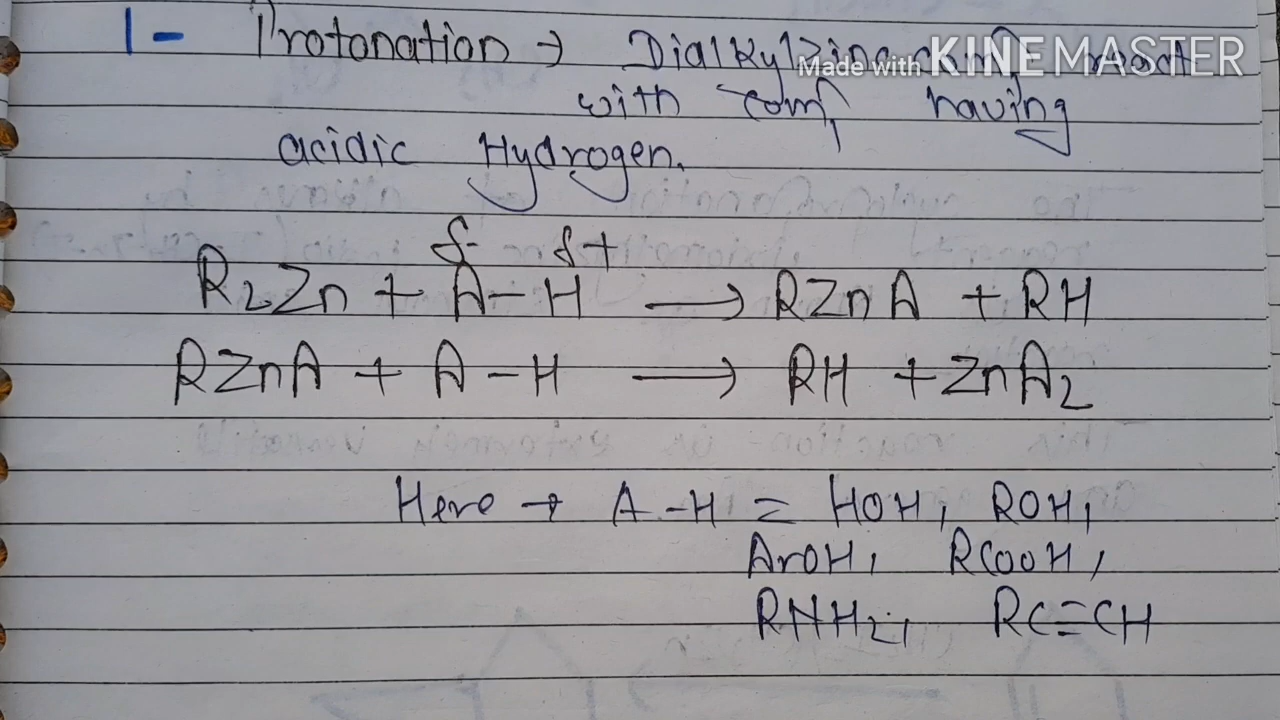 1- Protonation → Dialkylzinc comp react
Made with KINEMASTER
with comp having
acidic Hydrogen.
δ- δ+
R₂Zn + A-H ⟶ RZnA + RH
RZnA + A-H ⟶ RH + ZnA₂
Here → A-H = HOH, ROH,
ArOH, RCOOH,
RNH₂, RC≡CH